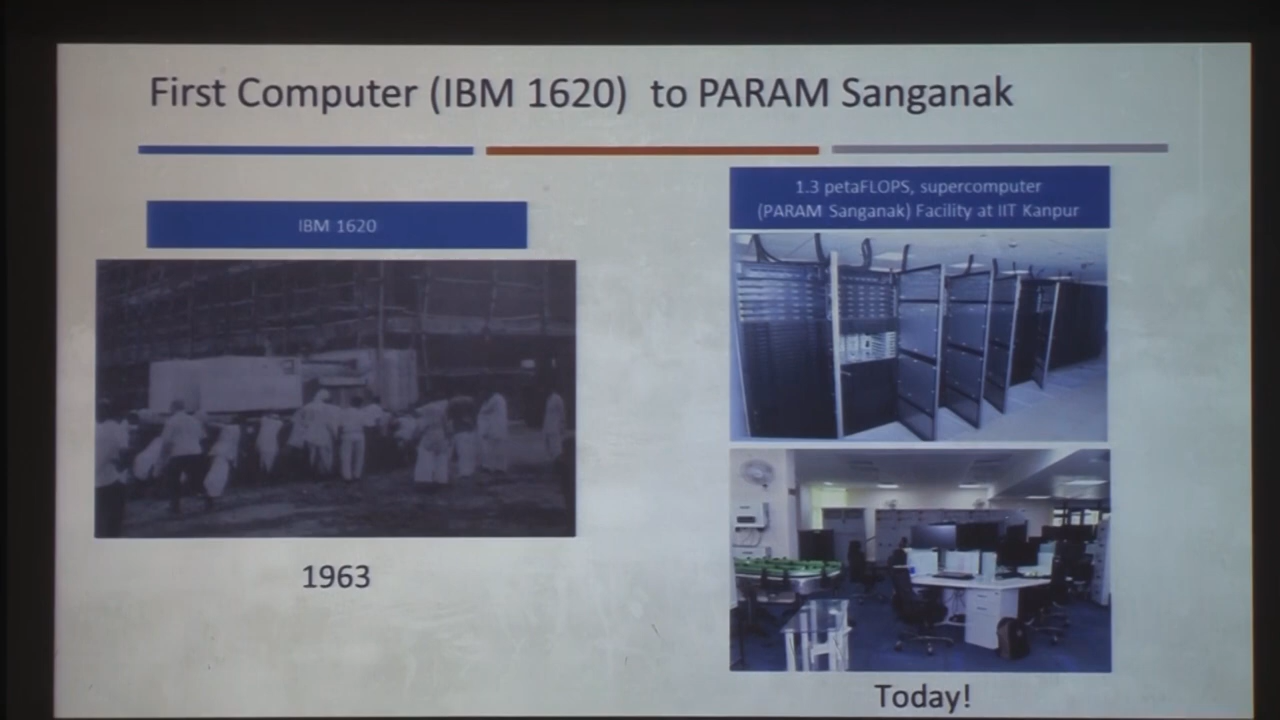 First Computer (IBM 1620) to PARAM Sanganak
IBM 1620
1963
1.3 petaFLOPS, supercomputer
(PARAM Sanganak) Facility at IIT Kanpur
Today!